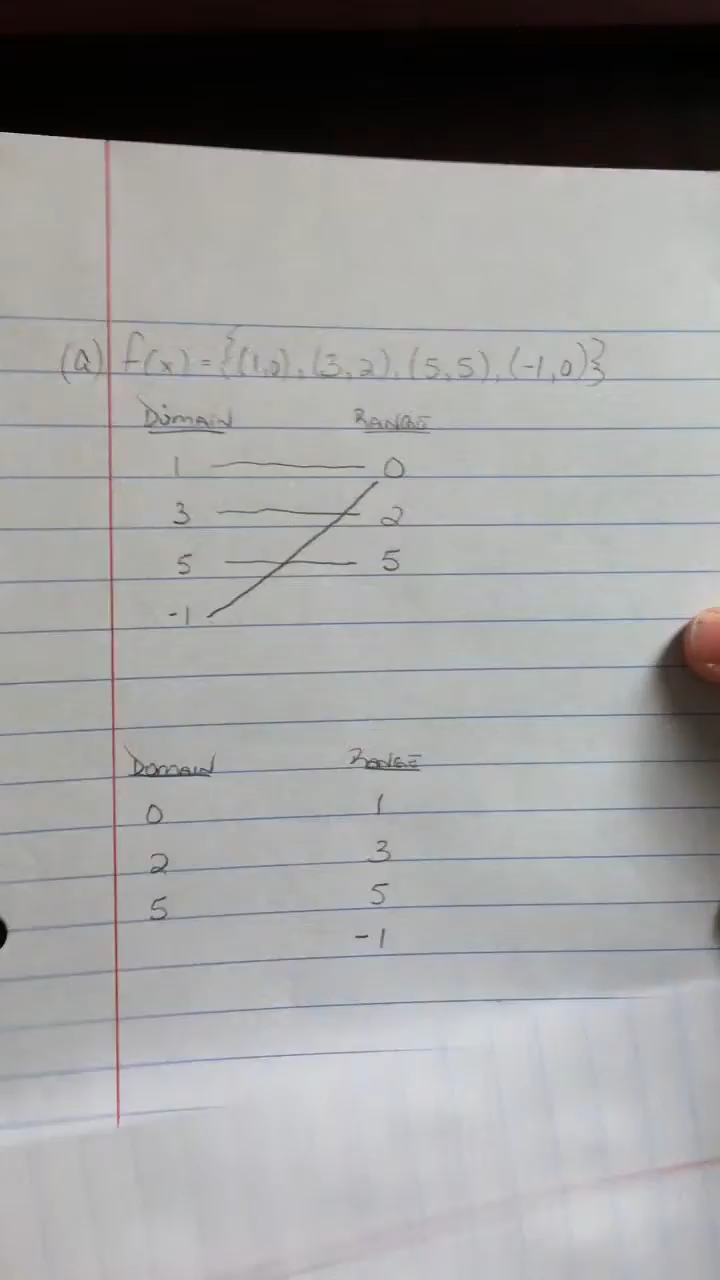 (a) f(x) = {(1,0), (3,2), (5,5), (-1,0)}
Domain RANGE
1 0
3 2
5 5
-1
Domain RANGE
0 1
2 3
5 5
-1